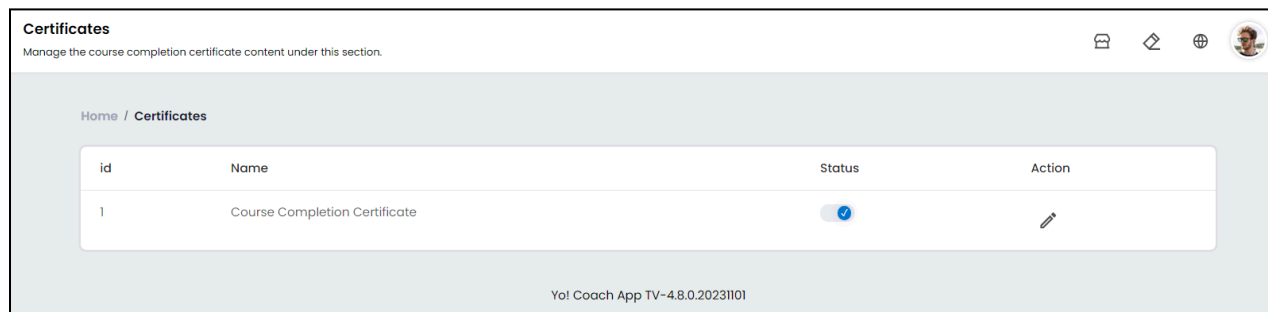 Certificates
Manage the course completion certificate content under this section.
Home / Certificates
id Name Status Action
1 Course Completion Certificate
Yo! Coach App TV-4.8.0.20231101